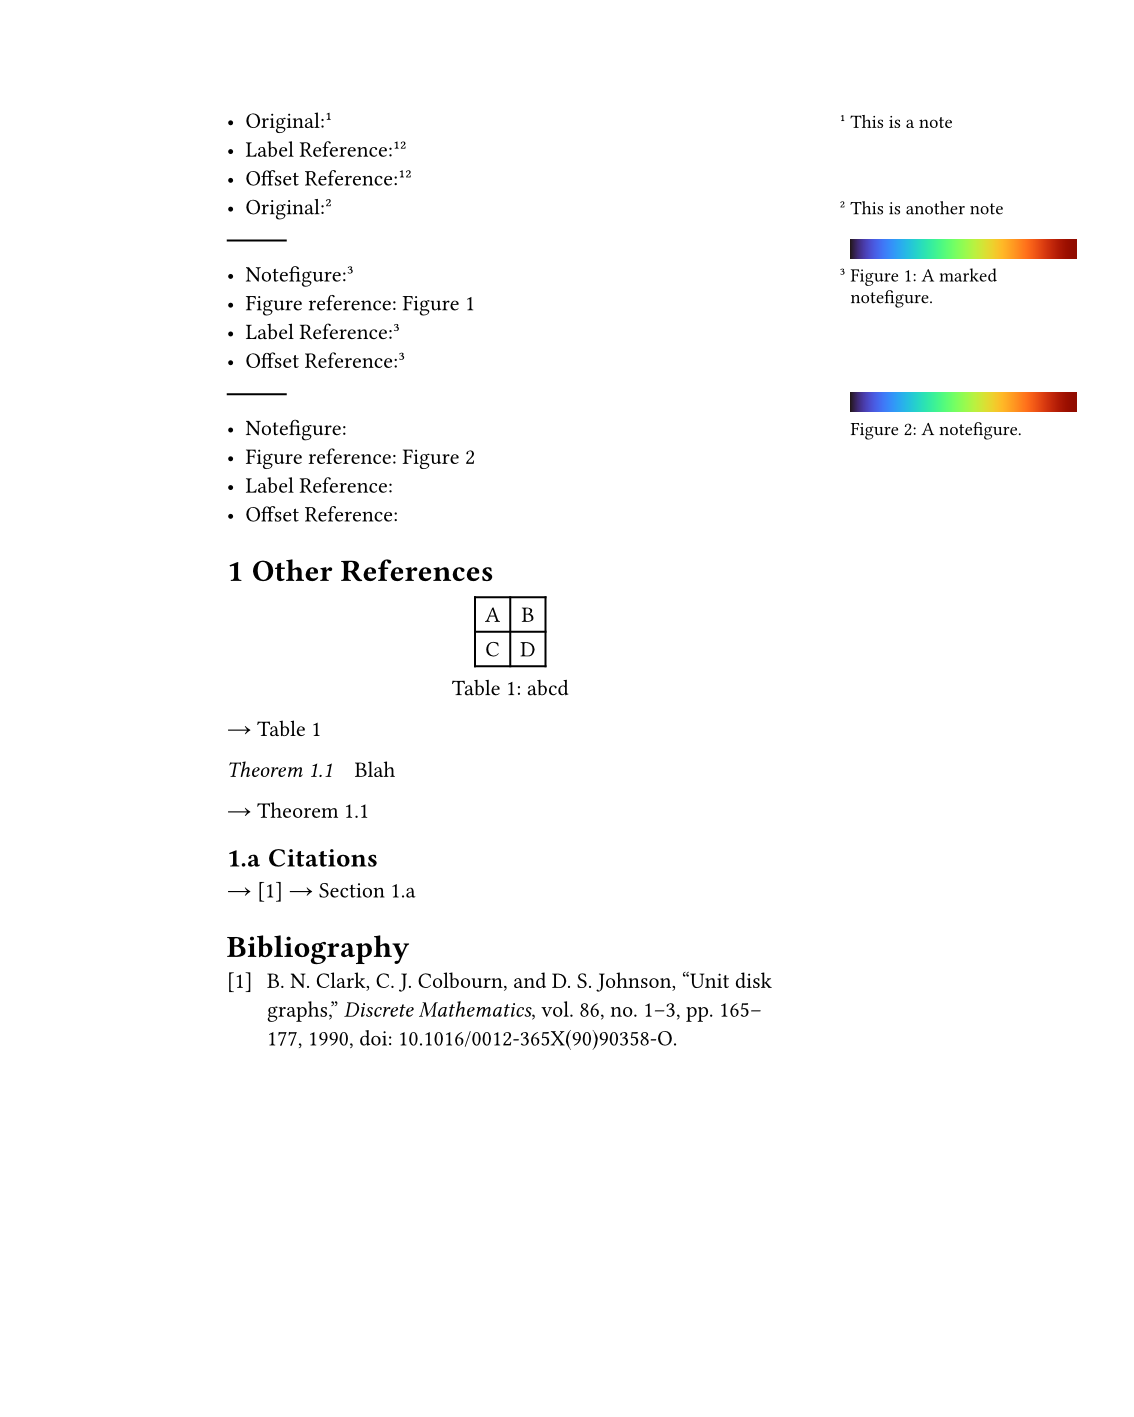 • Original:¹
• Label Reference:¹²
• Offset Reference:¹²
• Original:²
• Notefigure:³
• Figure reference: Figure 1
• Label Reference:³
• Offset Reference:³
• Notefigure:
• Figure reference: Figure 2
• Label Reference:
• Offset Reference:
1 Other References
A B
C D
Table 1: abcd
→ Table 1
Theorem 1.1 Blah
→ Theorem 1.1
1.a Citations
→ [1] → Section 1.a
Bibliography
[1] B. N. Clark, C. J. Colbourn, and D. S. Johnson, “Unit disk
graphs,” Discrete Mathematics, vol. 86, no. 1–3, pp. 165–
177, 1990, doi: 10.1016/0012-365X(90)90358-O.
¹ This is a note
² This is another note
³ Figure 1: A marked
notefigure.
Figure 2: A notefigure.